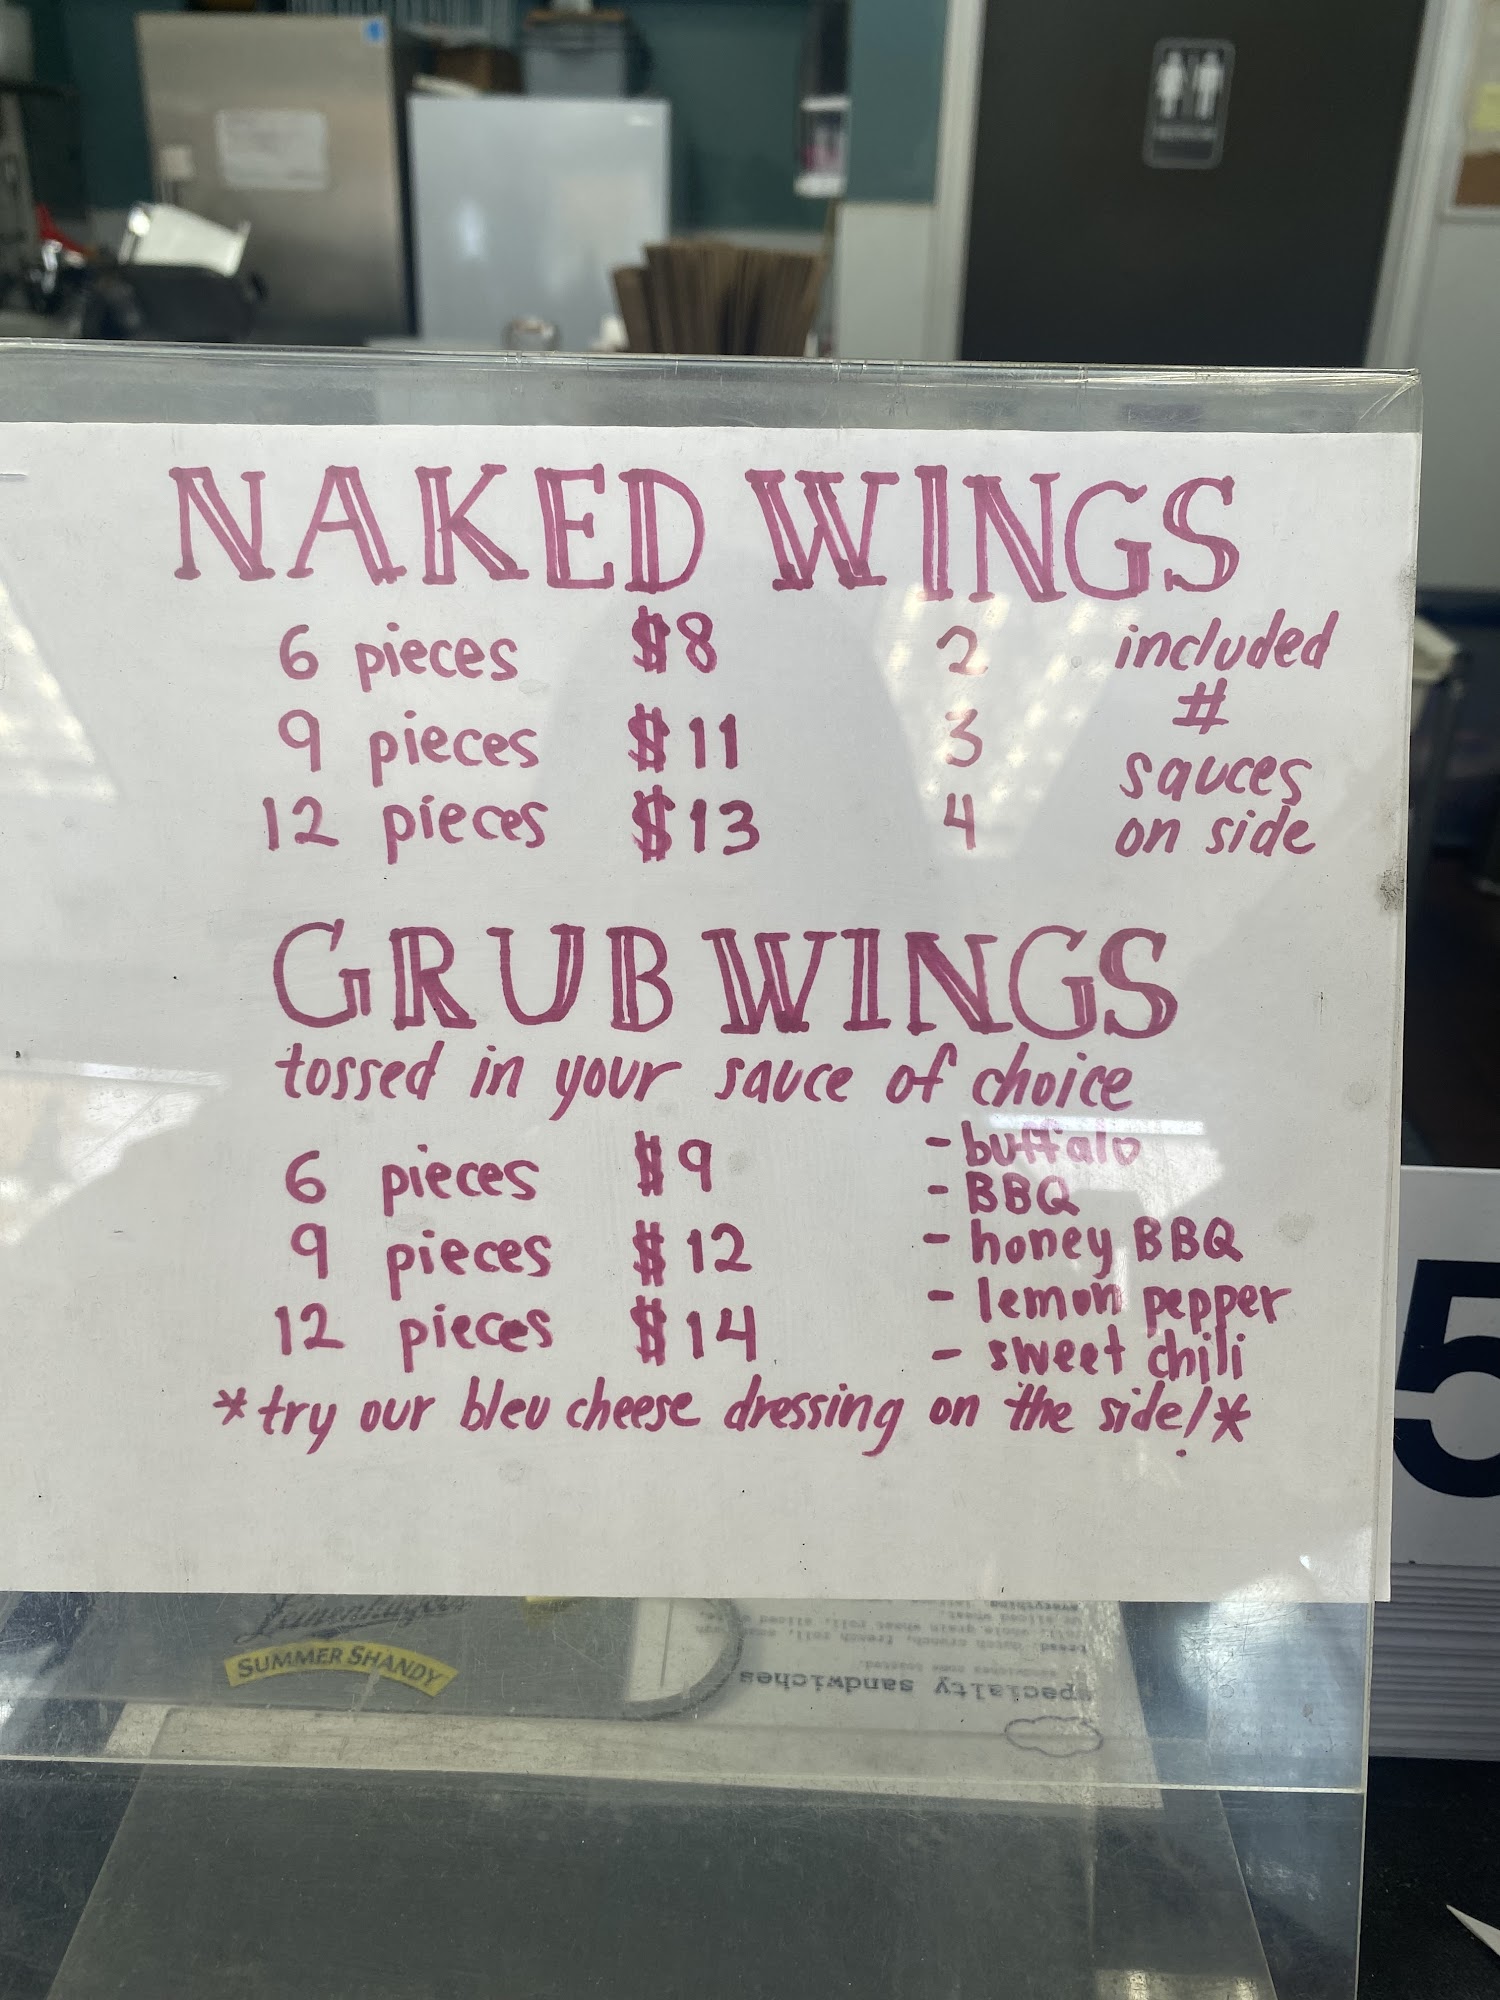 NAKED WINGS
6 pieces $8 2
9 pieces $11 3
12 pieces $13 4
included
#
sauces
on side
GRUB WINGS
tossed in your sauce of choice
6 pieces $9
9 pieces $12
12 pieces $14
- buffalo
- BBQ
- honey BBQ
- lemon pepper
- sweet chili
*try our bleu cheese dressing on the side!*
5
Leinenkugel's
SUMMER SHANDY
specialty sandwiches